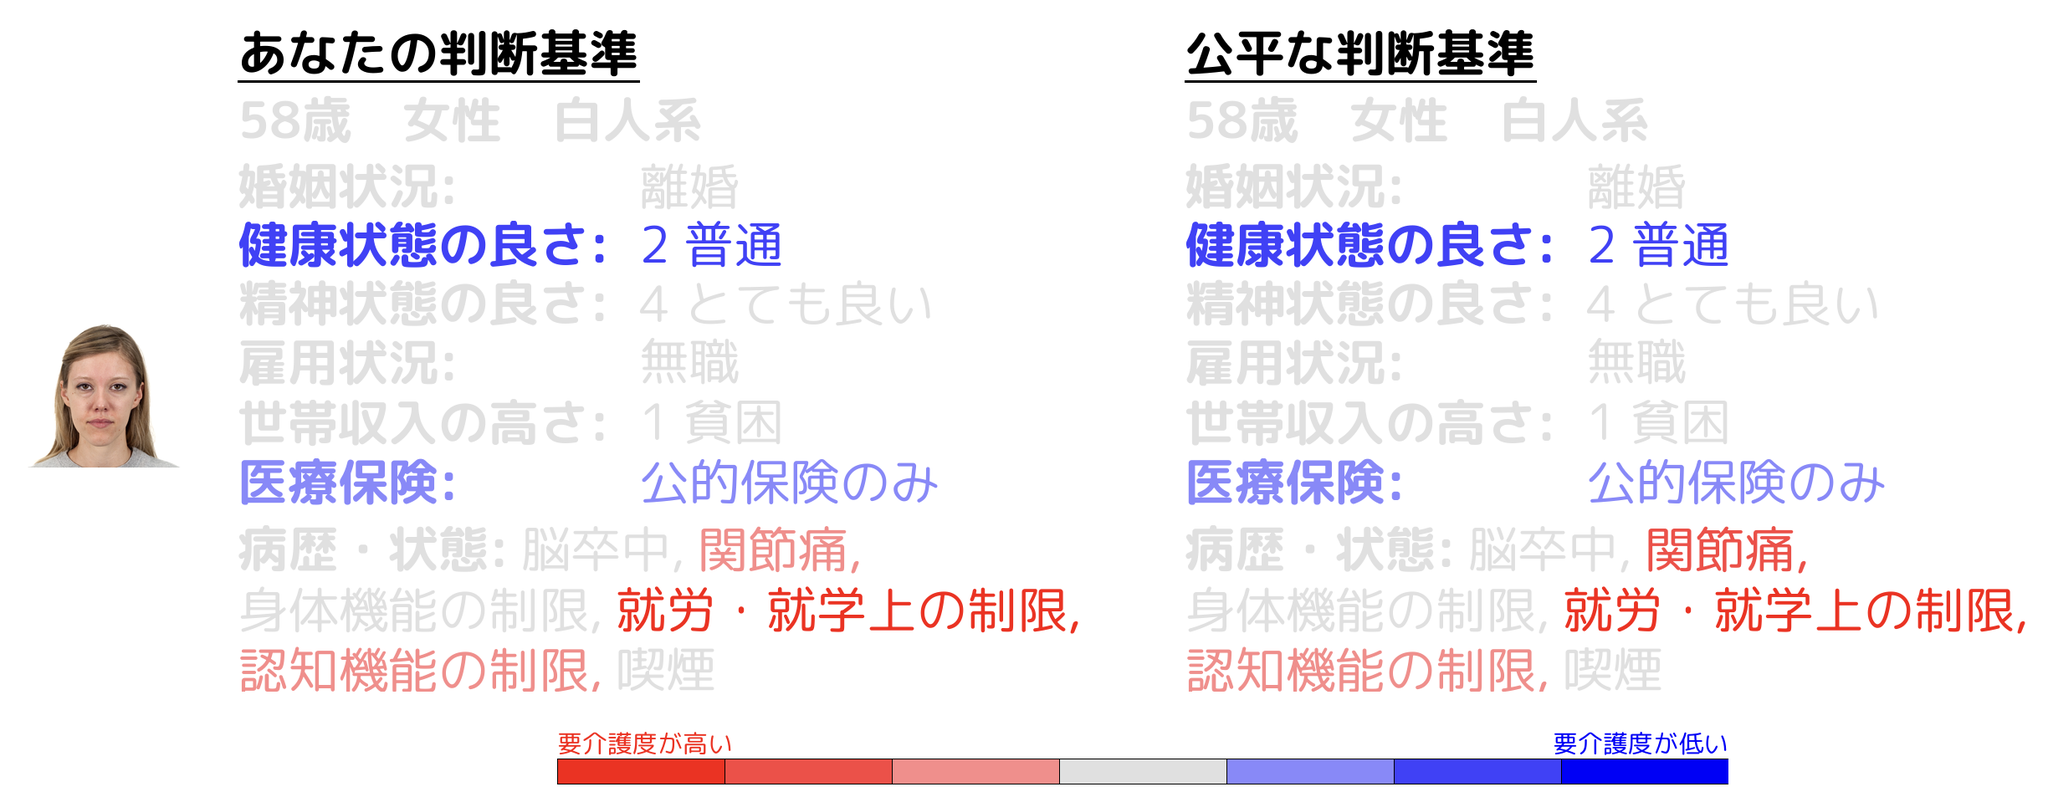 あなたの判断基準
58歳　女性　白人系
婚姻状況: 離婚
健康状態の良さ: 2 普通
精神状態の良さ: 4 とても良い
雇用状況: 無職
世帯収入の高さ: 1 貧困
医療保険: 公的保険のみ
病歴・状態: 脳卒中, 関節痛,
身体機能の制限, 就労・就学上の制限,
認知機能の制限, 喫煙
公平な判断基準
58歳　女性　白人系
婚姻状況: 離婚
健康状態の良さ: 2 普通
精神状態の良さ: 4 とても良い
雇用状況: 無職
世帯収入の高さ: 1 貧困
医療保険: 公的保険のみ
病歴・状態: 脳卒中, 関節痛,
身体機能の制限, 就労・就学上の制限,
認知機能の制限, 喫煙
要介護度が高い
要介護度が低い